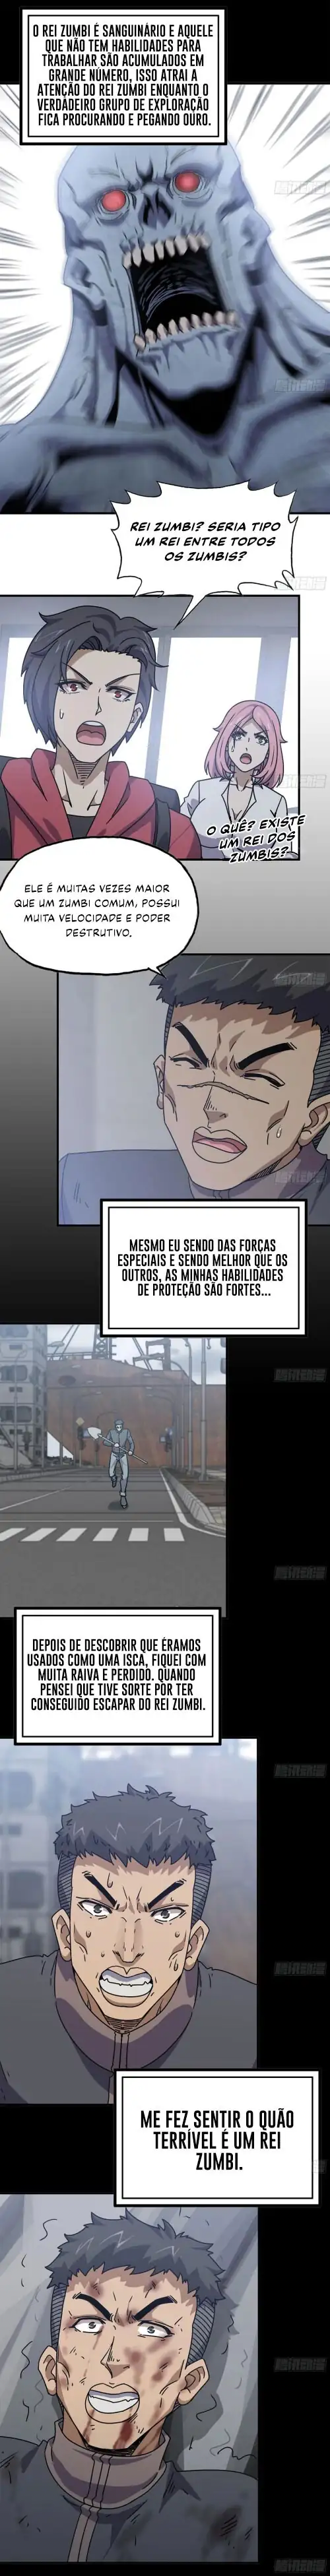 O REI ZUMBI É SANGUINÁRIO E AQUELE
QUE NÃO TEM HABILIDADES PARA
TRABALHAR SÃO ACUMULADOS EM
GRANDE NÚMERO, ISSO ATRAI A
ATENÇÃO DO REI ZUMBI ENQUANTO O
VERDADEIRO GRUPO DE EXPLORAÇÃO
FICA PROCURANDO E PEGANDO OURO.
REI ZUMBI? SERIA TIPO
UM REI ENTRE TODOS
OS ZUMBIS?
O QUÊ? EXISTE
UM REI DOS
ZUMBIS?
ELE É MUITAS VEZES MAIOR
QUE UM ZUMBI COMUM, POSSUI
MUITA VELOCIDADE E PODER
DESTRUTIVO.
MESMO EU SENDO DAS FORÇAS
ESPECIAIS E SENDO MELHOR QUE OS
OUTROS, AS MINHAS HABILIDADES
DE PROTEÇÃO SÃO FORTES...
DEPOIS DE DESCOBRIR QUE ÉRAMOS
USADOS COMO UMA ISCA, FIQUEI COM
MUITA RAIVA E PERDIDO. QUANDO
PENSEI QUE TIVE SORTE POR TER
CONSEGUIDO ESCAPAR DO REI ZUMBI.
ME FEZ SENTIR O QUÃO
TERRÍVEL É UM REI
ZUMBI.